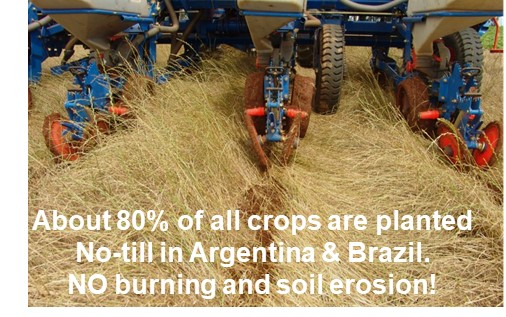 About 80% of all crops are planted
No-till in Argentina & Brazil.
NO burning and soil erosion!